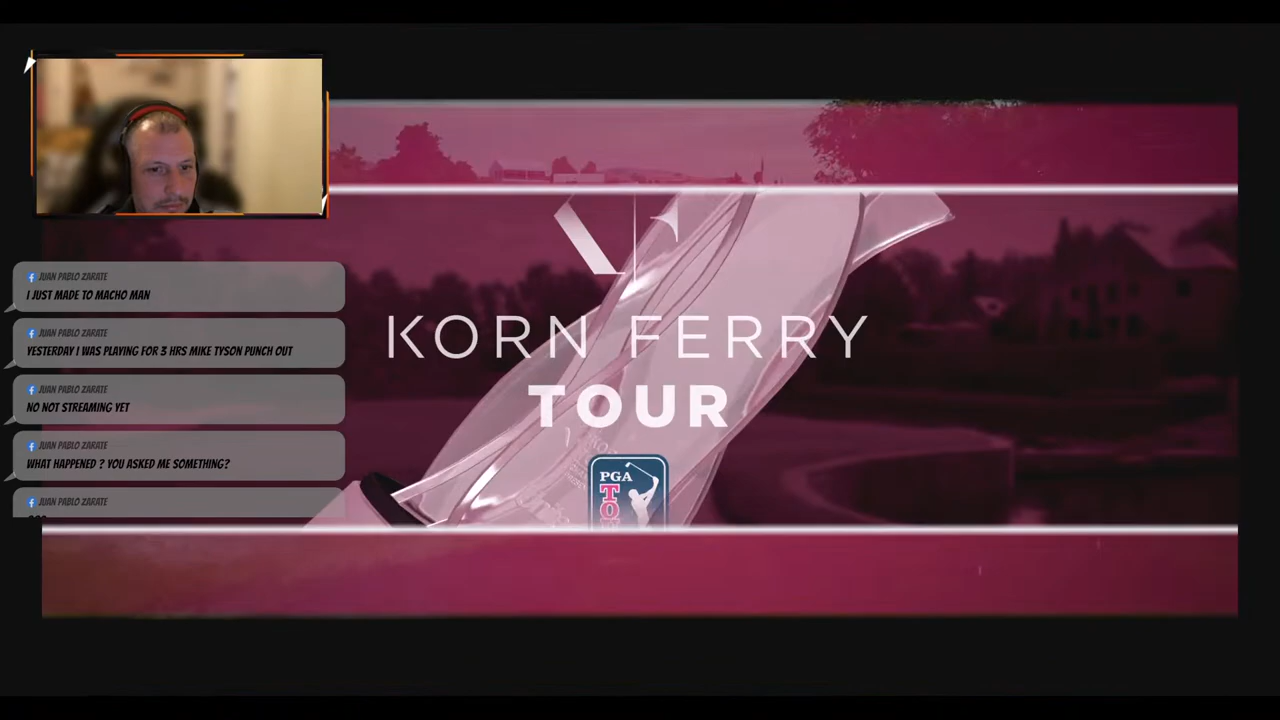 JUAN PABLO ZARATE
I JUST MADE TO MACHO MAN
JUAN PABLO ZARATE
YESTERDAY I WAS PLAYING FOR 3 HRS MIKE TYSON PUNCH OUT
JUAN PABLO ZARATE
NO NOT STREAMING YET
JUAN PABLO ZARATE
WHAT HAPPENED ? YOU ASKED ME SOMETHING?
JUAN PABLO ZARATE
KORN FERRY
TOUR
PGA
TO